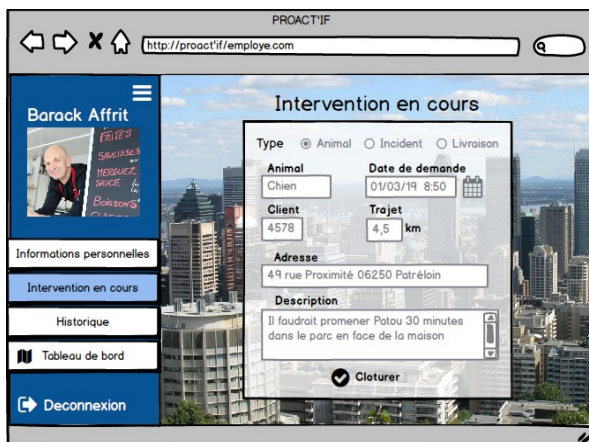 PROACT'IF
http://proact'if/employe.com
Barack Affrit
FRITES
SAUCISSES
MERGUEZ
SAUCE
BOISSONS
Informations personnelles
Intervention en cours
Historique
Tableau de bord
Deconnexion
Intervention en cours
Type Animal Incident Livraison
Animal Date de demande
Chien 01/03/19 8:50
Client Trajet
4578 4,5 km
Adresse
49 rue Proximité 06250 Patréloin
Description
Il faudrait promener Patou 30 minutes
dans le parc en face de la maison
Cloturer